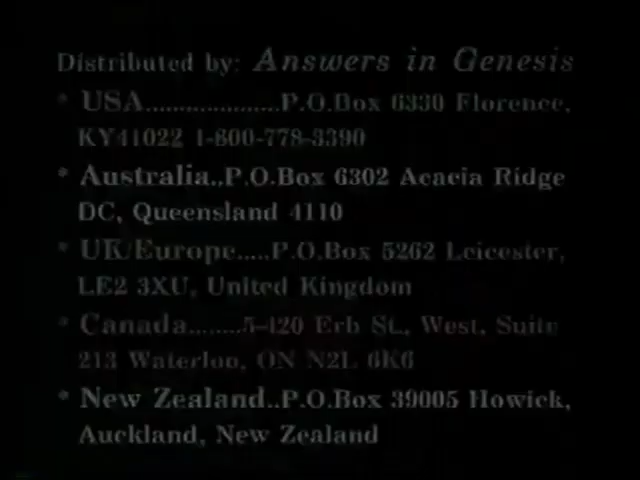 Distributed by: Answers in Genesis
* USA....................P.O.Box 6330 Florence,
KY41022 1-800-778-3390
* Australia..P.O.Box 6302 Acacia Ridge
DC, Queensland 4110
* UK/Europe.....P.O.Box 5262 Leicester,
LE2 3XU, United Kingdom
* Canada........5-420 Erb St., West, Suite
213 Waterloo, ON N2L 6K6
* New Zealand..P.O.Box 39005 Howick,
Auckland, New Zealand